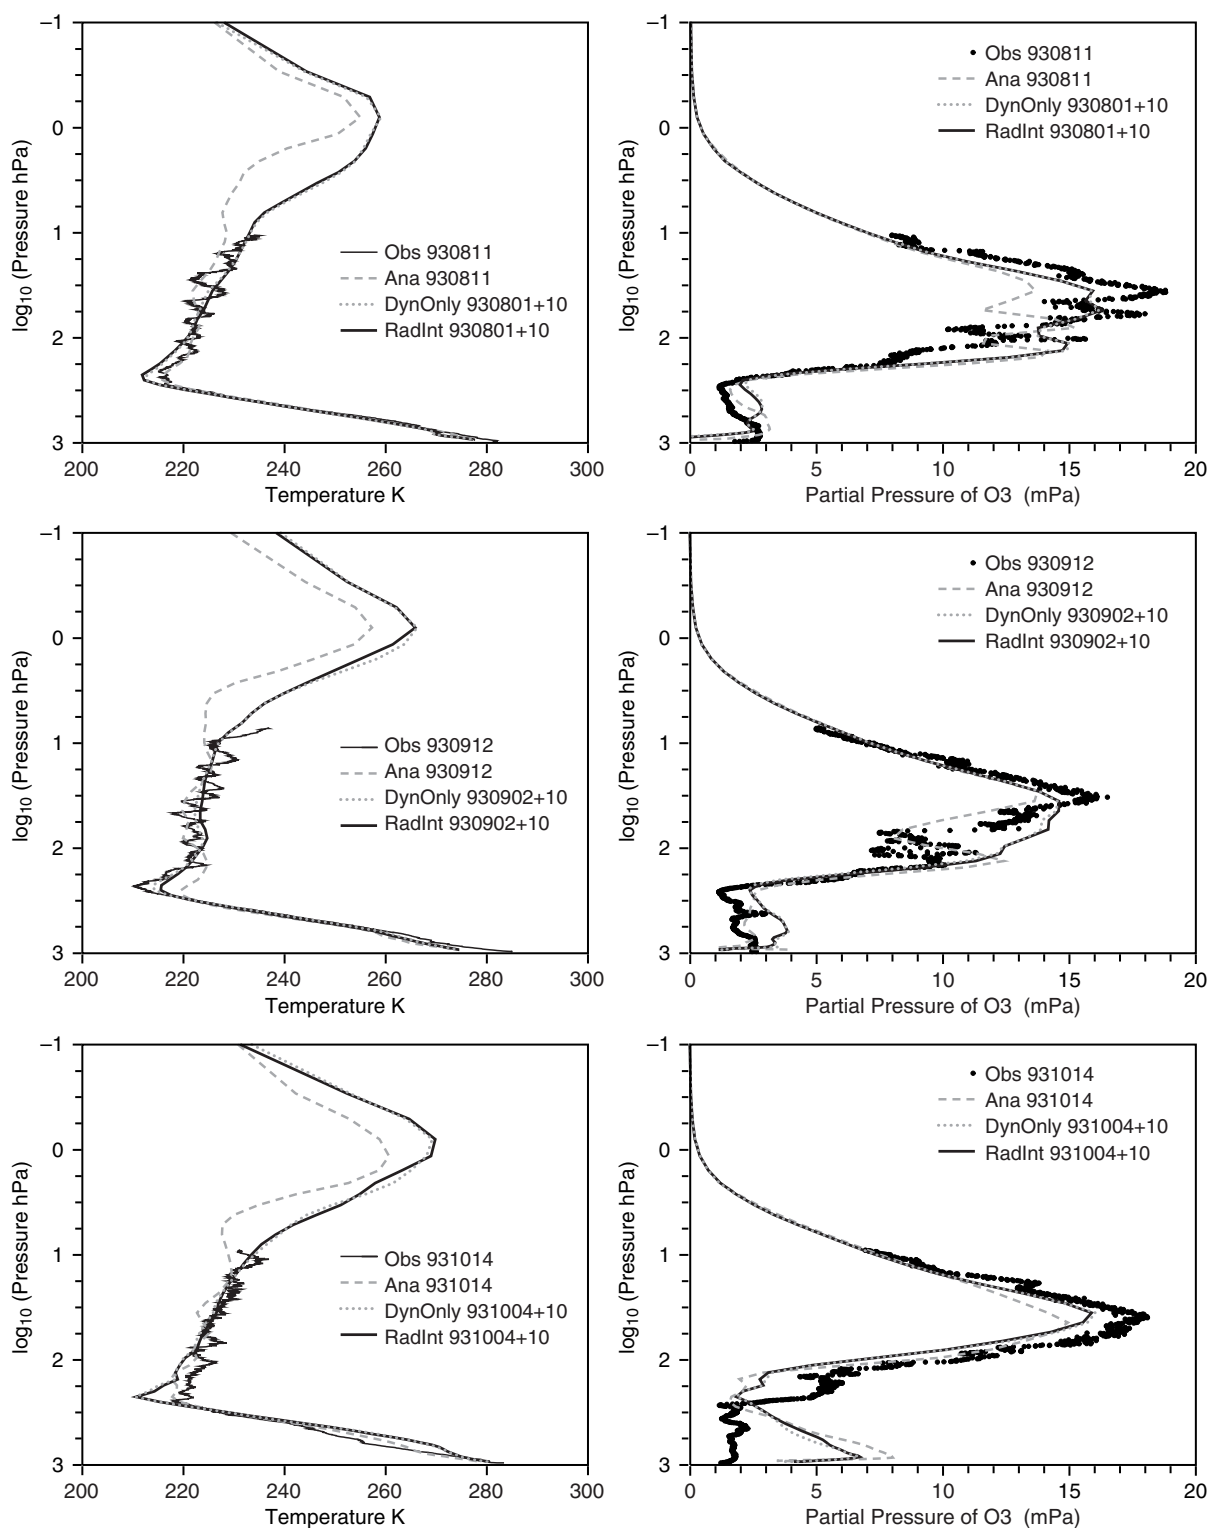 −1
0
1
2
3
log10 (Pressure hPa)
Obs 930811
Ana 930811
DynOnly 930801+10
RadInt 930801+10
200 220 240 260 280 300
Temperature K
−1
0
1
2
3
log10 (Pressure hPa)
Obs 930811
Ana 930811
DynOnly 930801+10
RadInt 930801+10
0 5 10 15 20
Partial Pressure of O3 (mPa)
−1
0
1
2
3
log10 (Pressure hPa)
Obs 930912
Ana 930912
DynOnly 930902+10
RadInt 930902+10
200 220 240 260 280 300
Temperature K
−1
0
1
2
3
log10 (Pressure hPa)
Obs 930912
Ana 930912
DynOnly 930902+10
RadInt 930902+10
0 5 10 15 20
Partial Pressure of O3 (mPa)
−1
0
1
2
3
log10 (Pressure hPa)
Obs 931014
Ana 931014
DynOnly 931004+10
RadInt 931004+10
200 220 240 260 280 300
Temperature K
−1
0
1
2
3
log10 (Pressure hPa)
Obs 931014
Ana 931014
DynOnly 931004+10
RadInt 931004+10
0 5 10 15 20
Partial Pressure of O3 (mPa)